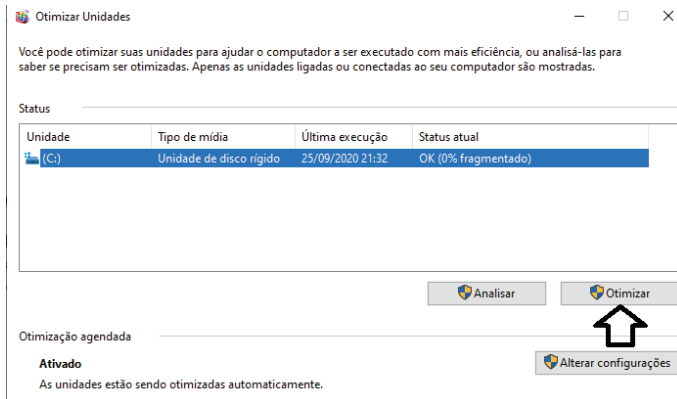 Otimizar Unidades
Você pode otimizar suas unidades para ajudar o computador a ser executado com mais eficiência, ou analisá-las para
saber se precisam ser otimizadas. Apenas as unidades ligadas ou conectadas ao seu computador são mostradas.
Status
Unidade Tipo de mídia Última execução Status atual
(C:) Unidade de disco rígido 25/09/2020 21:32 OK (0% fragmentado)
Analisar Otimizar
Otimização agendada
Ativado Alterar configurações
As unidades estão sendo otimizadas automaticamente.